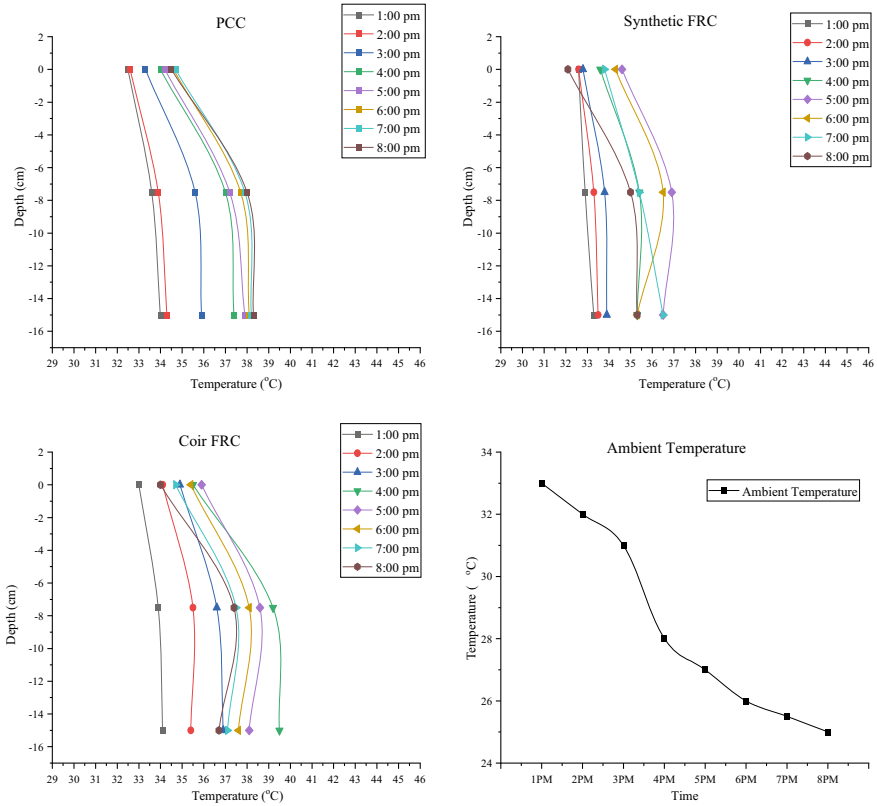 PCC
1:00 pm
2:00 pm
3:00 pm
4:00 pm
5:00 pm
6:00 pm
7:00 pm
8:00 pm
2
0
-2
-4
-6
-8
-10
-12
-14
-16
Depth (cm)
29 30 31 32 33 34 35 36 37 38 39 40 41 42 43 44 45 46
Temperature (°C)
Synthetic FRC
1:00 pm
2:00 pm
3:00 pm
4:00 pm
5:00 pm
6:00 pm
7:00 pm
8:00 pm
2
0
-2
-4
-6
-8
-10
-12
-14
-16
Depth (cm)
29 30 31 32 33 34 35 36 37 38 39 40 41 42 43 44 45 46
Temperature (°C)
Coir FRC
1:00 pm
2:00 pm
3:00 pm
4:00 pm
5:00 pm
6:00 pm
7:00 pm
8:00 pm
2
0
-2
-4
-6
-8
-10
-12
-14
-16
Depth (cm)
29 30 31 32 33 34 35 36 37 38 39 40 41 42 43 44 45 46
Temperature (°C)
Ambient Temperature
Ambient Temperature
34
32
30
28
26
24
Temperature ( °C)
1PM 2PM 3PM 4PM 5PM 6PM 7PM 8PM
Time